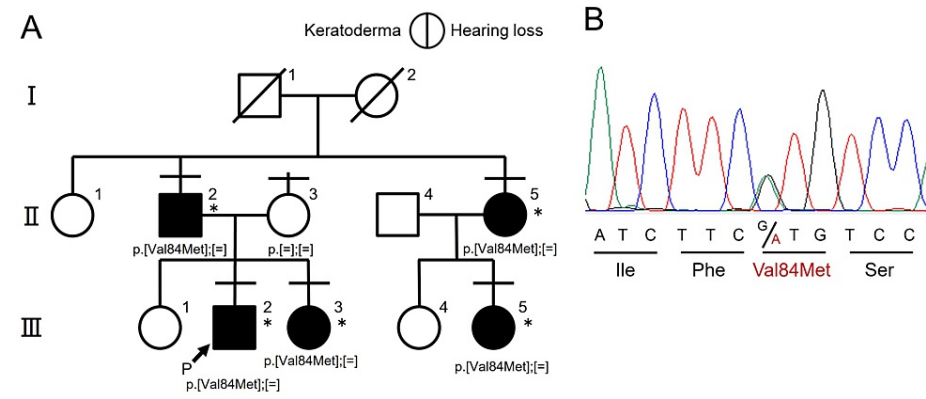 A
Keratoderma Hearing loss
1 2
I
1 2 * 3 4 5 *
II
p.[Val84Met];[=] p.[=];[=] p.[Val84Met];[=]
1 2 * 3 * 4 5 *
III
P
p.[Val84Met];[=] p.[Val84Met];[=]
p.[Val84Met];[=]
B
A T C T T C G/A T G T C C
Ile Phe Val84Met Ser